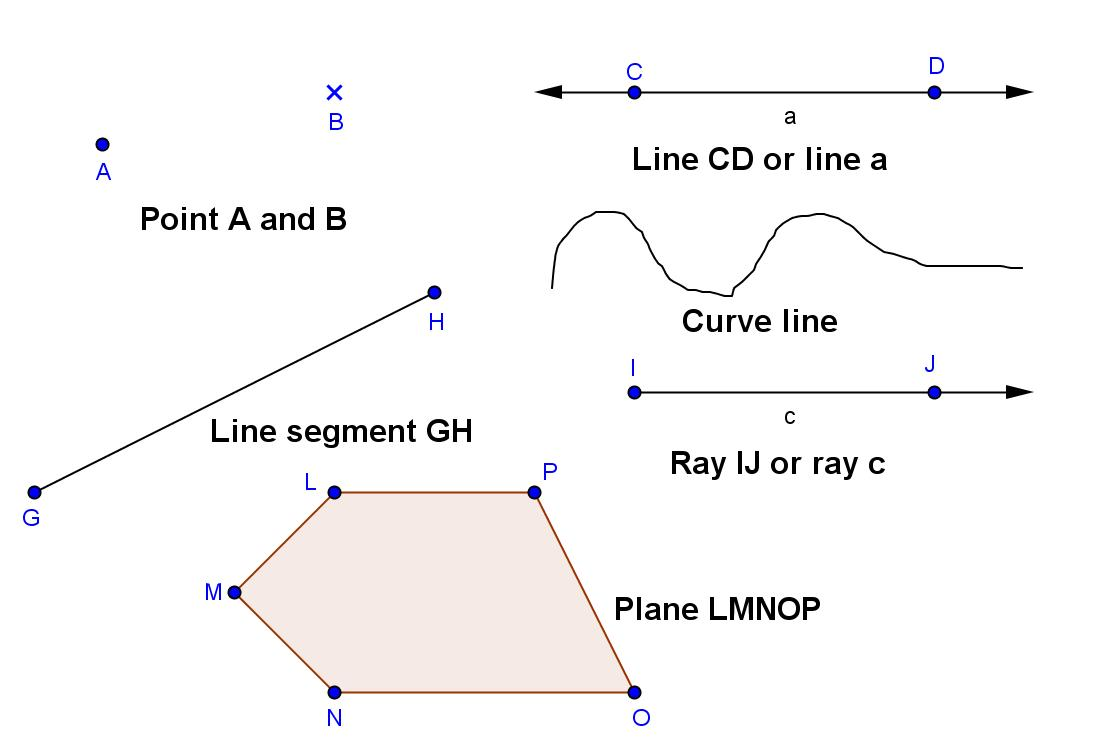 A
B
Point A and B
C
D
a
Line CD or line a
Curve line
G
H
Line segment GH
I
J
c
Ray IJ or ray c
L
P
M
N
O
Plane LMNOP